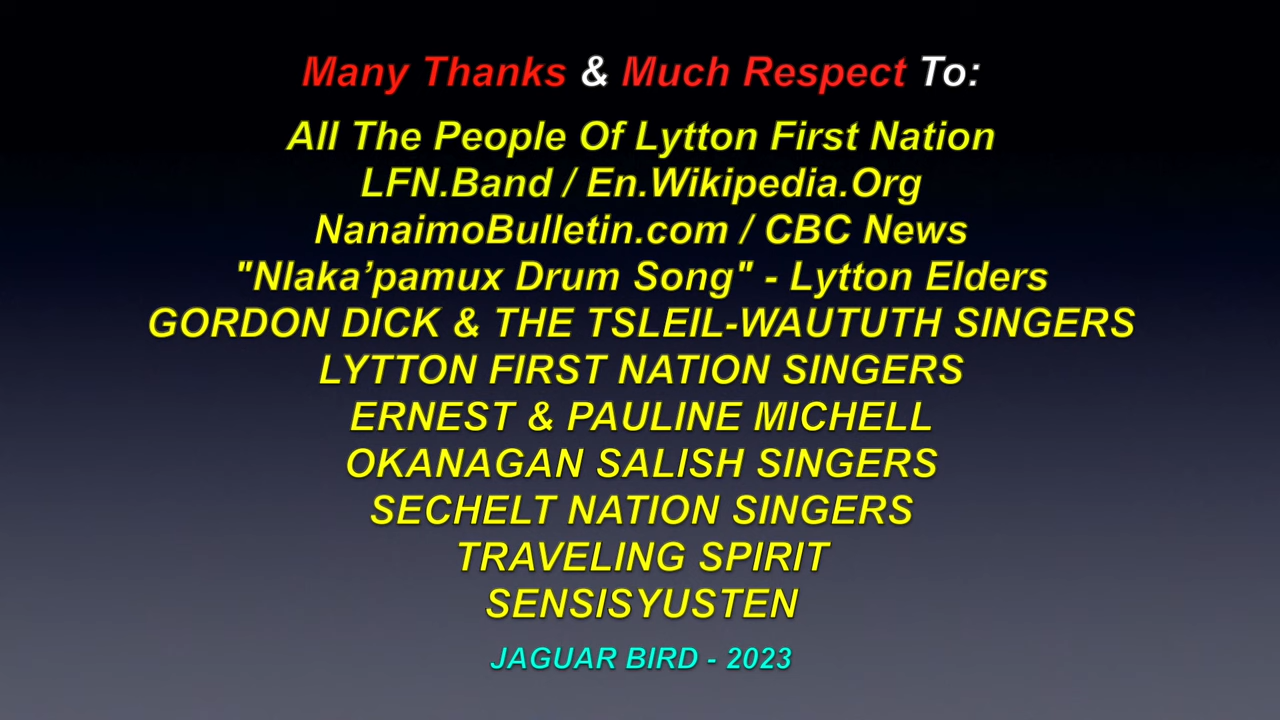 Many Thanks & Much Respect To:
All The People Of Lytton First Nation
LFN.Band / En.Wikipedia.Org
NanaimoBulletin.com / CBC News
"Nlaka’pamux Drum Song" - Lytton Elders
GORDON DICK & THE TSLEIL-WAUTUTH SINGERS
LYTTON FIRST NATION SINGERS
ERNEST & PAULINE MICHELL
OKANAGAN SALISH SINGERS
SECHELT NATION SINGERS
TRAVELING SPIRIT
SENSISYUSTEN
JAGUAR BIRD - 2023